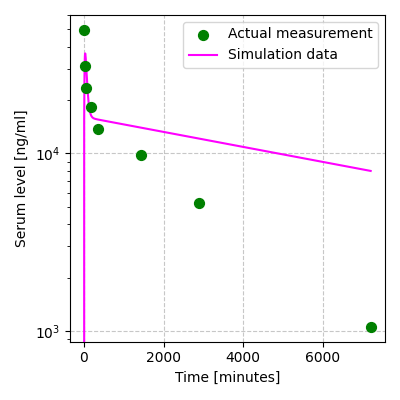 Actual measurement
Simulation data
Serum level [ng/ml]
10⁴
10³
0
2000
4000
6000
Time [minutes]